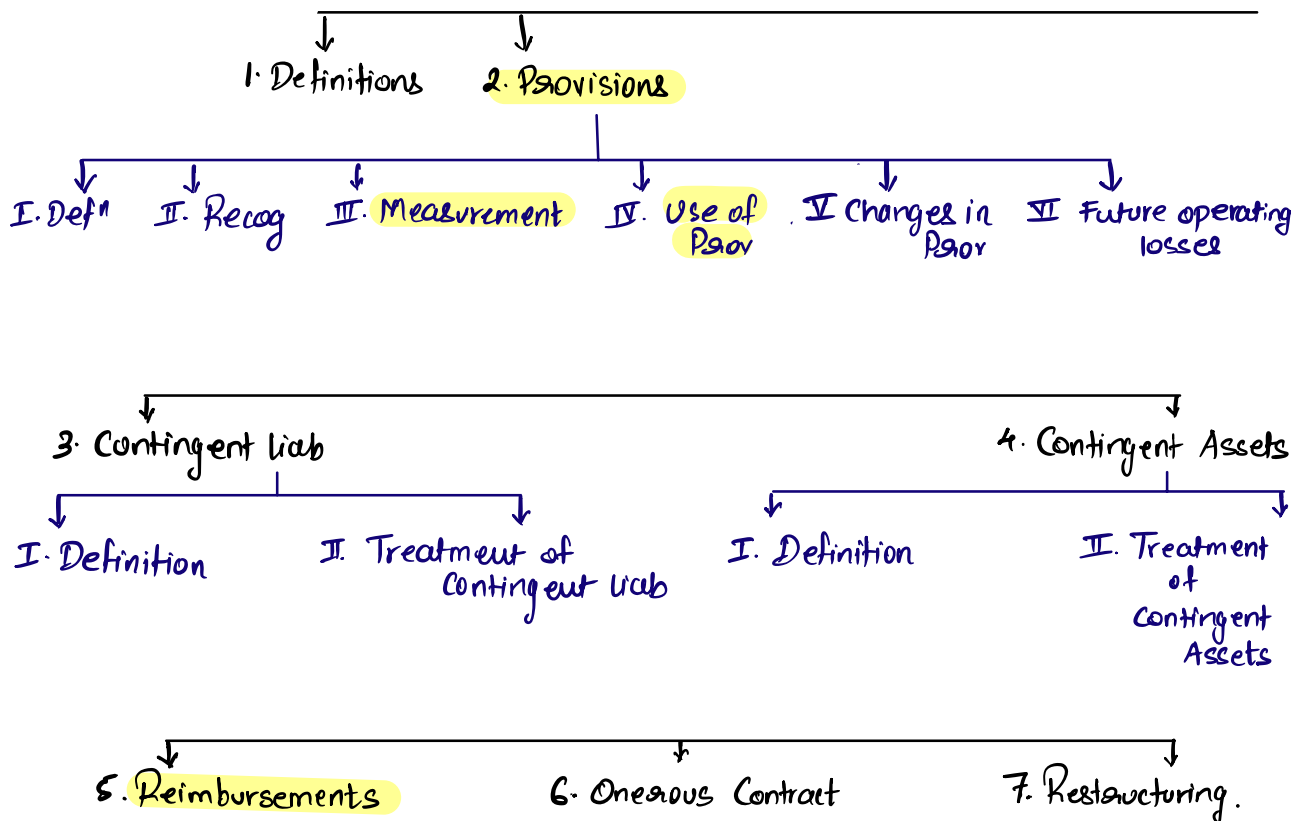 1. Definitions 2. Provisions
I. Defⁿ II. Recog III. Measurement IV. Use of Prov V Changes in Prov VI Future operating losses
3. Contingent liab 4. Contingent Assets
I. Definition II. Treatment of Contingent liab I. Definition II. Treatment of Contingent Assets
5. Reimbursements 6. Onerous Contract 7. Restructuring.